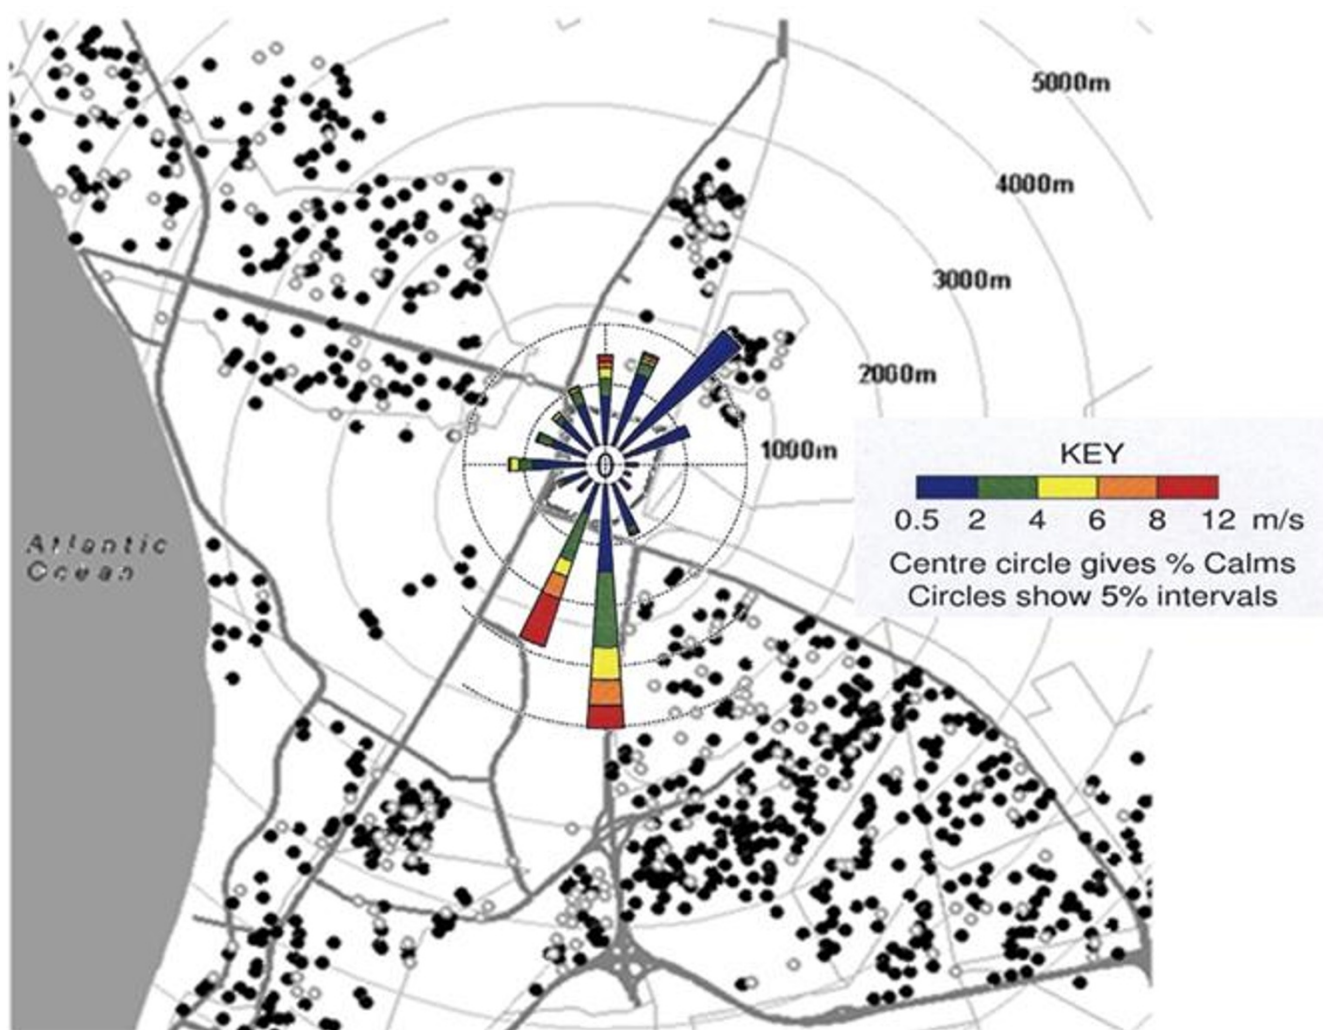 5000m
4000m
3000m
2000m
1000m
0
KEY
0.5 2 4 6 8 12 m/s
Centre circle gives % Calms
Circles show 5% intervals
Atlantic
Ocean